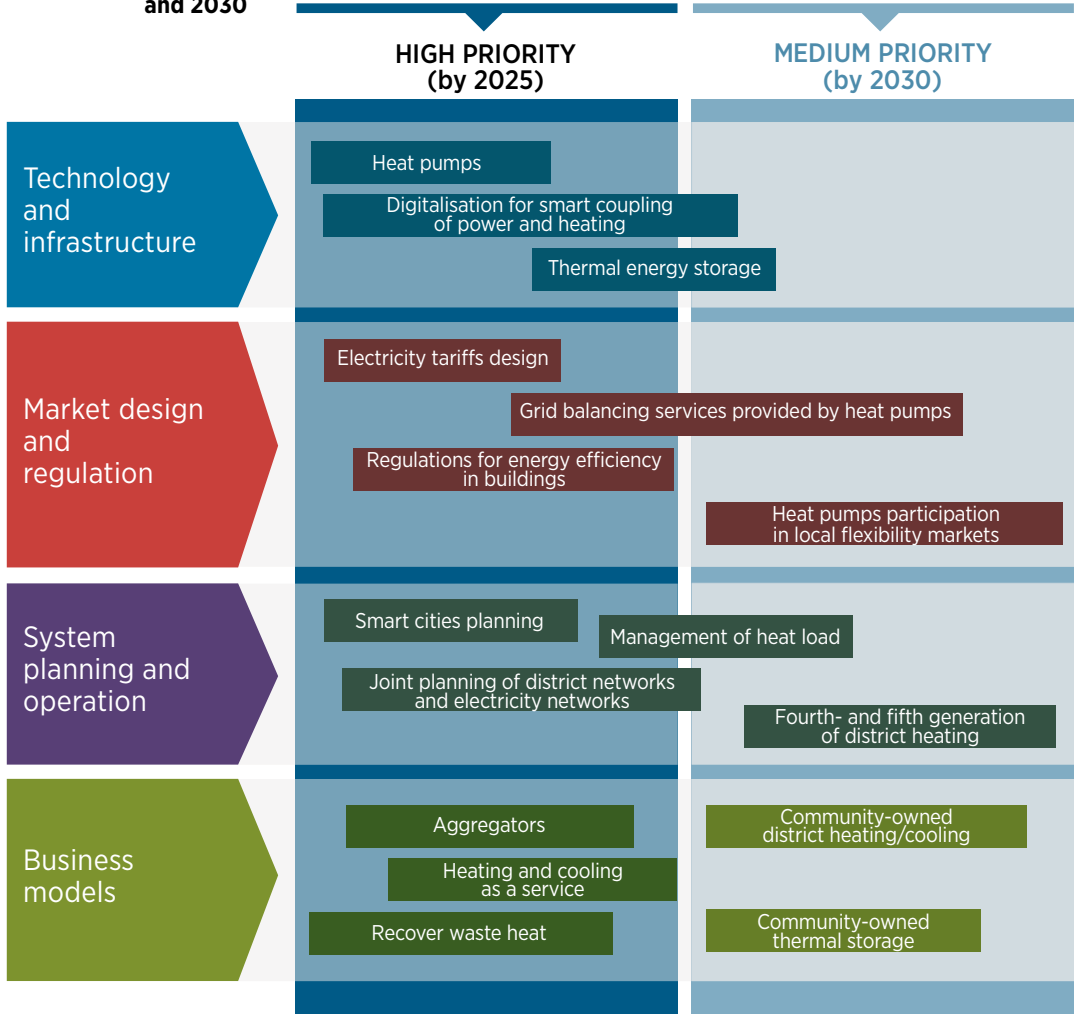 and 2030
HIGH PRIORITY
(by 2025)
MEDIUM PRIORITY
(by 2030)
Technology
and
infrastructure
Heat pumps
Digitalisation for smart coupling
of power and heating
Thermal energy storage
Market design
and
regulation
Electricity tariffs design
Grid balancing services provided by heat pumps
Regulations for energy efficiency
in buildings
Heat pumps participation
in local flexibility markets
System
planning and
operation
Smart cities planning
Management of heat load
Joint planning of district networks
and electricity networks
Fourth- and fifth generation
of district heating
Business
models
Aggregators
Community-owned
district heating/cooling
Heating and cooling
as a service
Recover waste heat
Community-owned
thermal storage